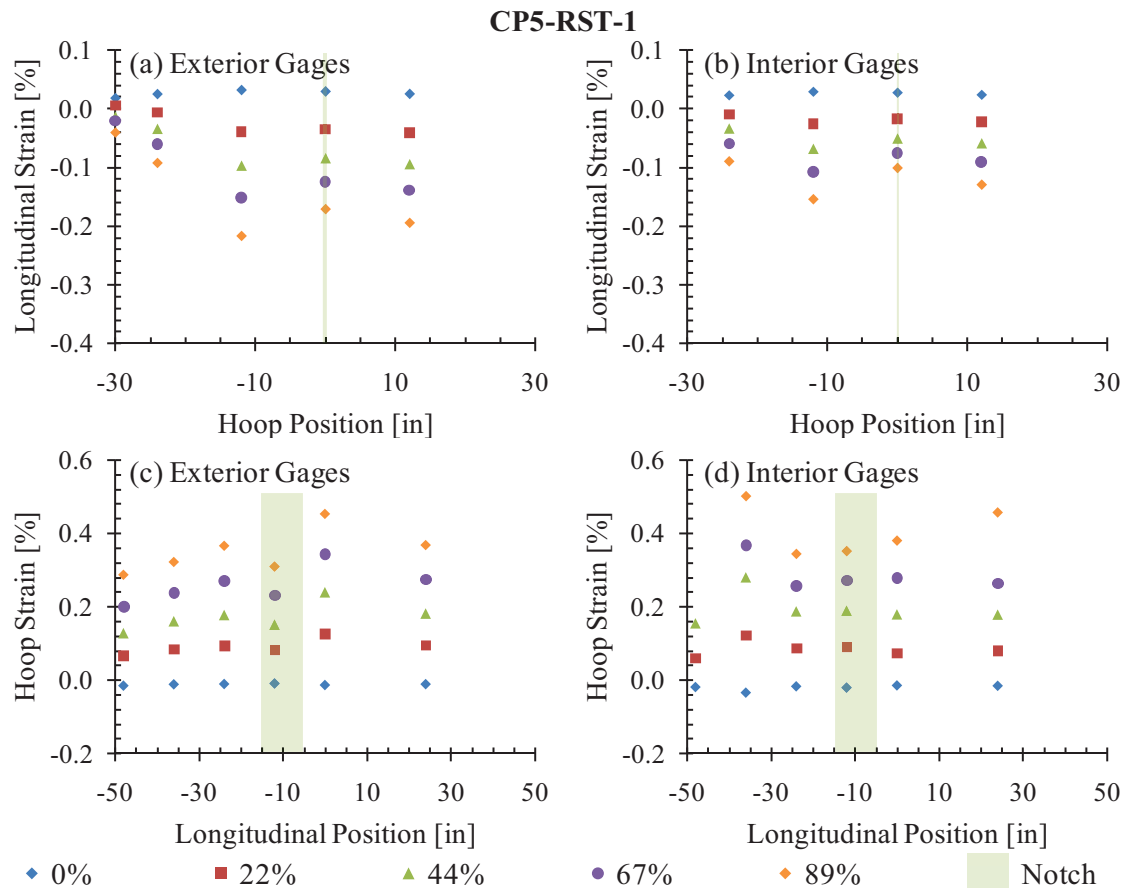 CP5-RST-1
(a) Exterior Gages
Longitudinal Strain [%]
0.1
0.0
-0.1
-0.2
-0.3
-0.4
-30 -10 10 30
Hoop Position [in]
(b) Interior Gages
Longitudinal Strain [%]
0.1
0.0
-0.1
-0.2
-0.3
-0.4
-30 -10 10 30
Hoop Position [in]
(c) Exterior Gages
Hoop Strain [%]
0.6
0.4
0.2
0.0
-0.2
-50 -30 -10 10 30 50
Longitudinal Position [in]
(d) Interior Gages
Hoop Strain [%]
0.6
0.4
0.2
0.0
-0.2
-50 -30 -10 10 30 50
Longitudinal Position [in]
0% 22% 44% 67% 89% Notch